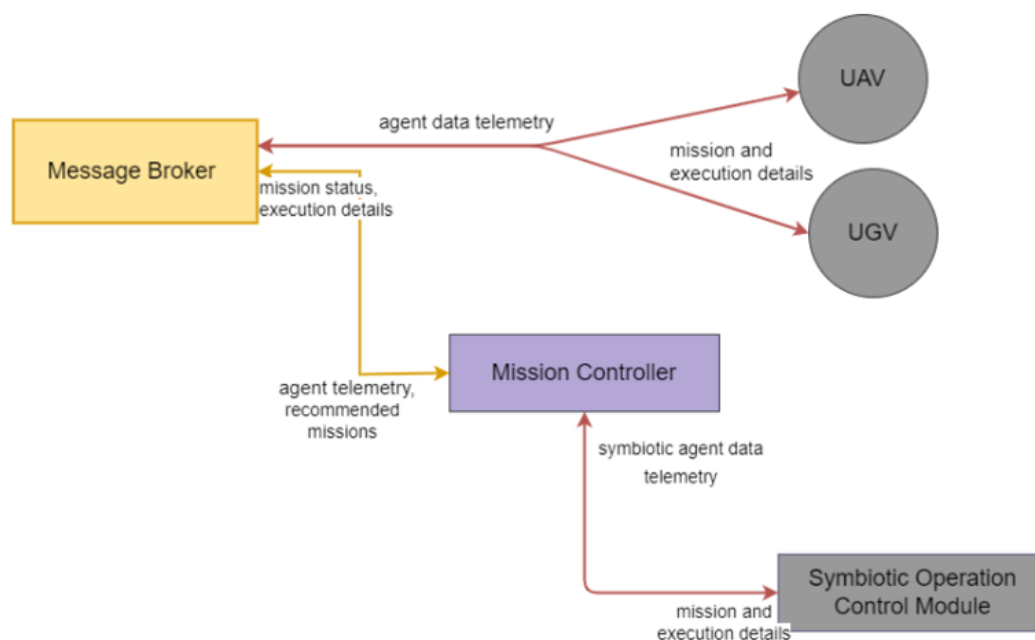 UAV
agent data telemetry
mission and
execution details
Message Broker
mission status,
execution details
UGV
Mission Controller
agent telemetry,
recommended
missions
symbiotic agent data
telemetry
Symbiotic Operation
Control Module
mission and
execution details